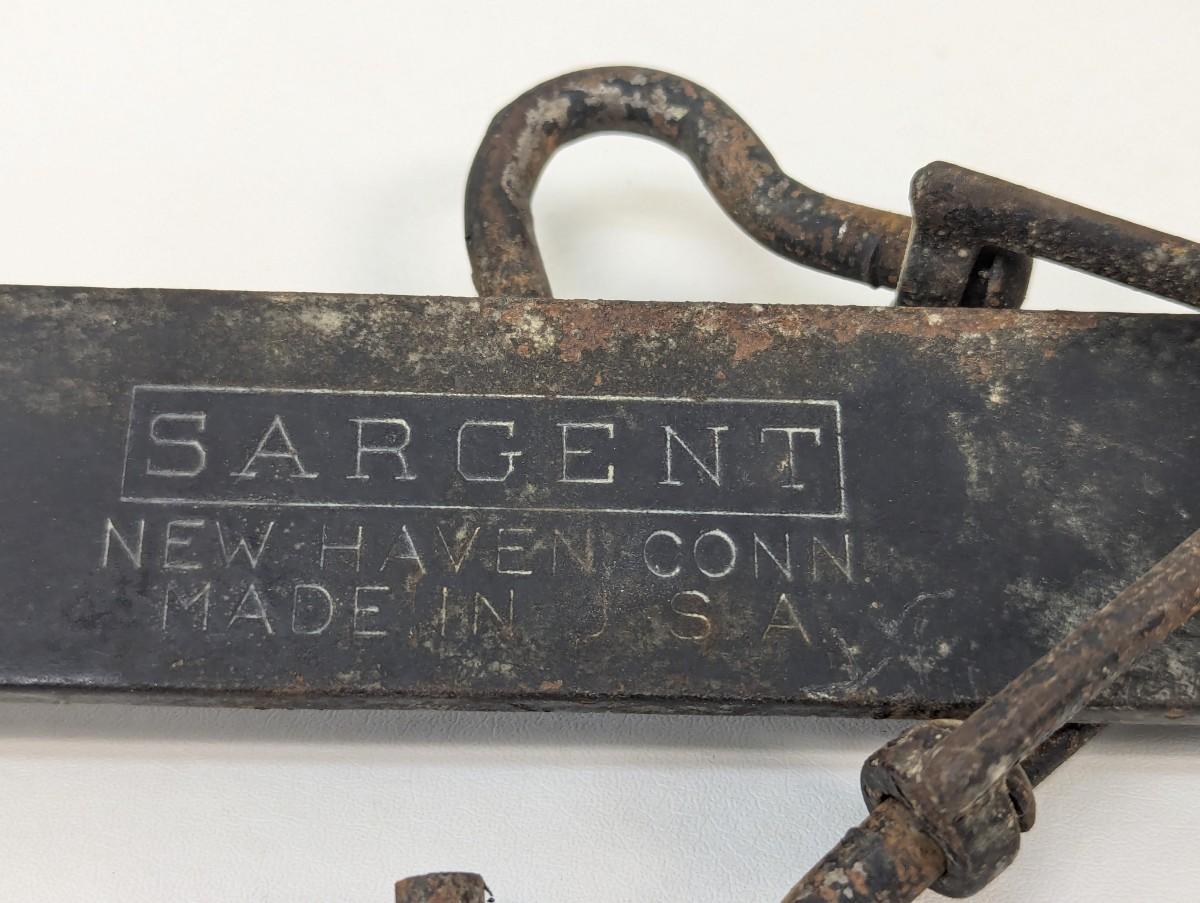 SARGENT
NEW HAVEN CONN
MADE IN U S A